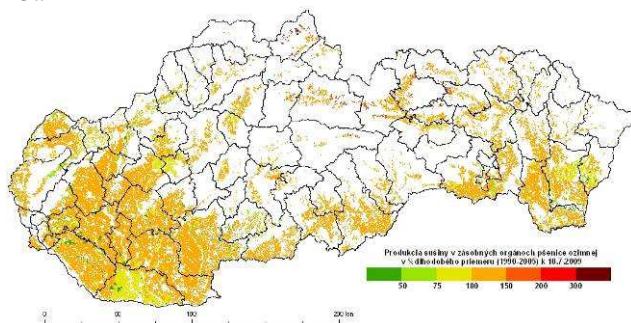 Produkcia sušiny v zásobných orgánoch pšenice ozimnej
v % dlhodobého priemeru (1990-2005) k 10.7.2009
50 75 100 150 200 300
0 100 200 km